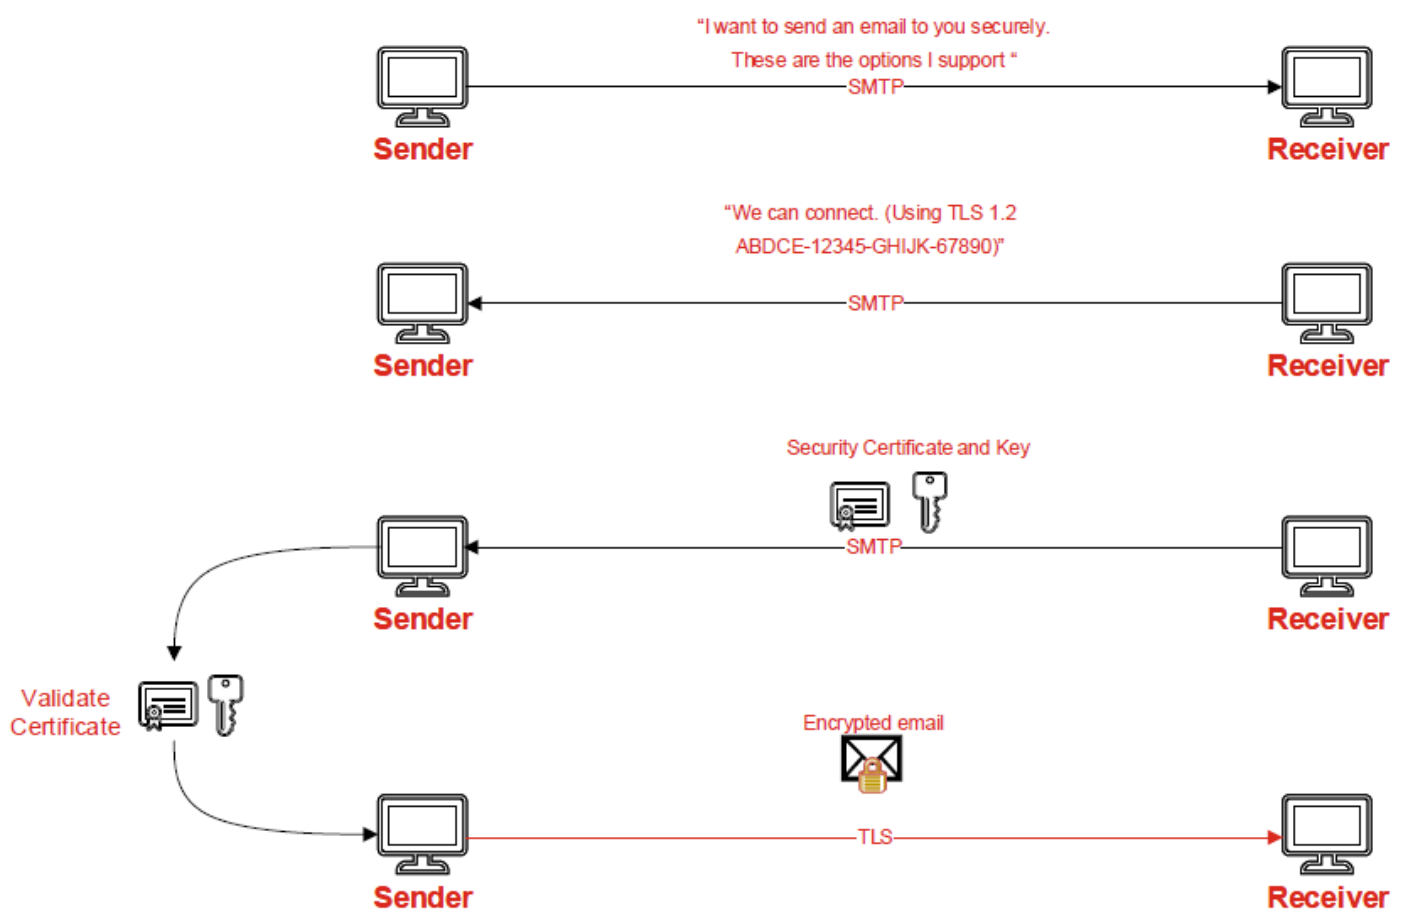 “I want to send an email to you securely.
These are the options I support “
SMTP
Sender
Receiver
“We can connect. (Using TLS 1.2
ABDCE-12345-GHIJK-67890)”
SMTP
Sender
Receiver
Security Certificate and Key
SMTP
Sender
Receiver
Validate
Certificate
Encrypted email
TLS
Sender
Receiver